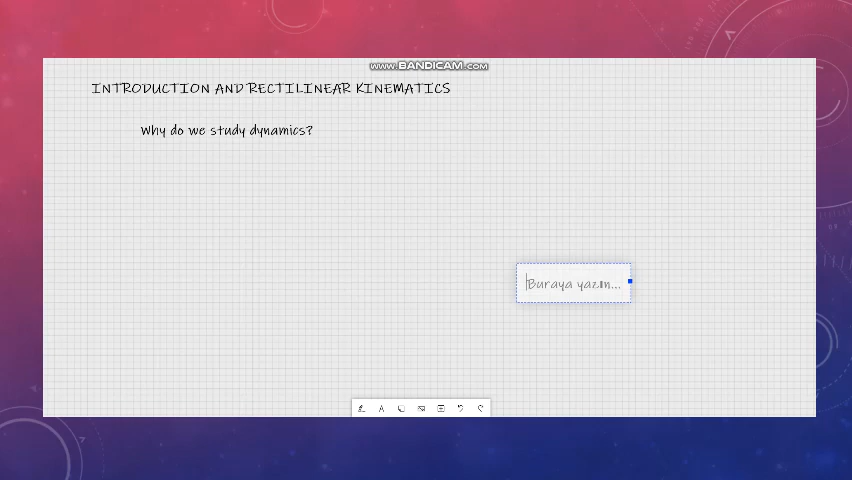 www.BANDICAM.com
INTRODUCTION AND RECTILINEAR KINEMATICS
Why do we study dynamics?
Buraya yazın...
A